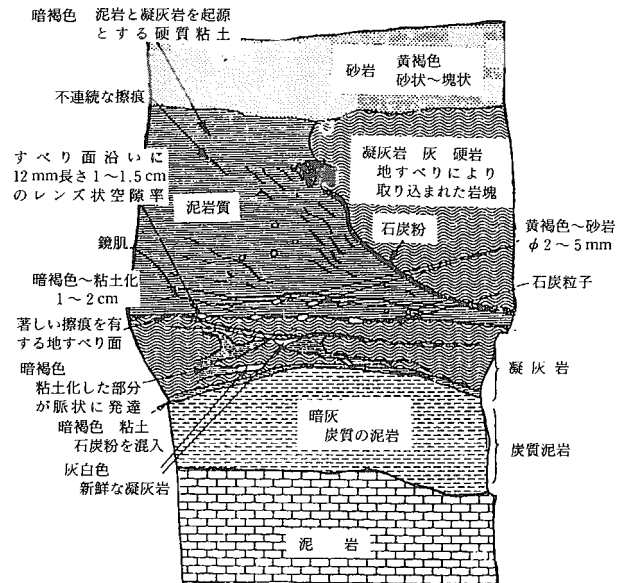 暗褐色 泥岩と凝灰岩を起源
とする硬質粘土
砂岩 黄褐色
砂状～塊状
不連続な擦痕
凝灰岩 灰 硬岩
地すべりにより
取り込まれた岩塊
すべり面沿いに
12mm長さ1～1.5cm
のレンズ状空隙率
泥岩質
石炭粉
黄褐色～砂岩
φ2～5mm
鏡肌
石炭粒子
暗褐色～粘土化
1～2cm
著しい擦痕を有
する地すべり面
凝灰岩
暗褐色
粘土化した部分
が脈状に発達
暗灰
炭質の泥岩
暗褐色 粘土
石炭粉を混入
炭質泥岩
灰白色
新鮮な凝灰岩
泥岩